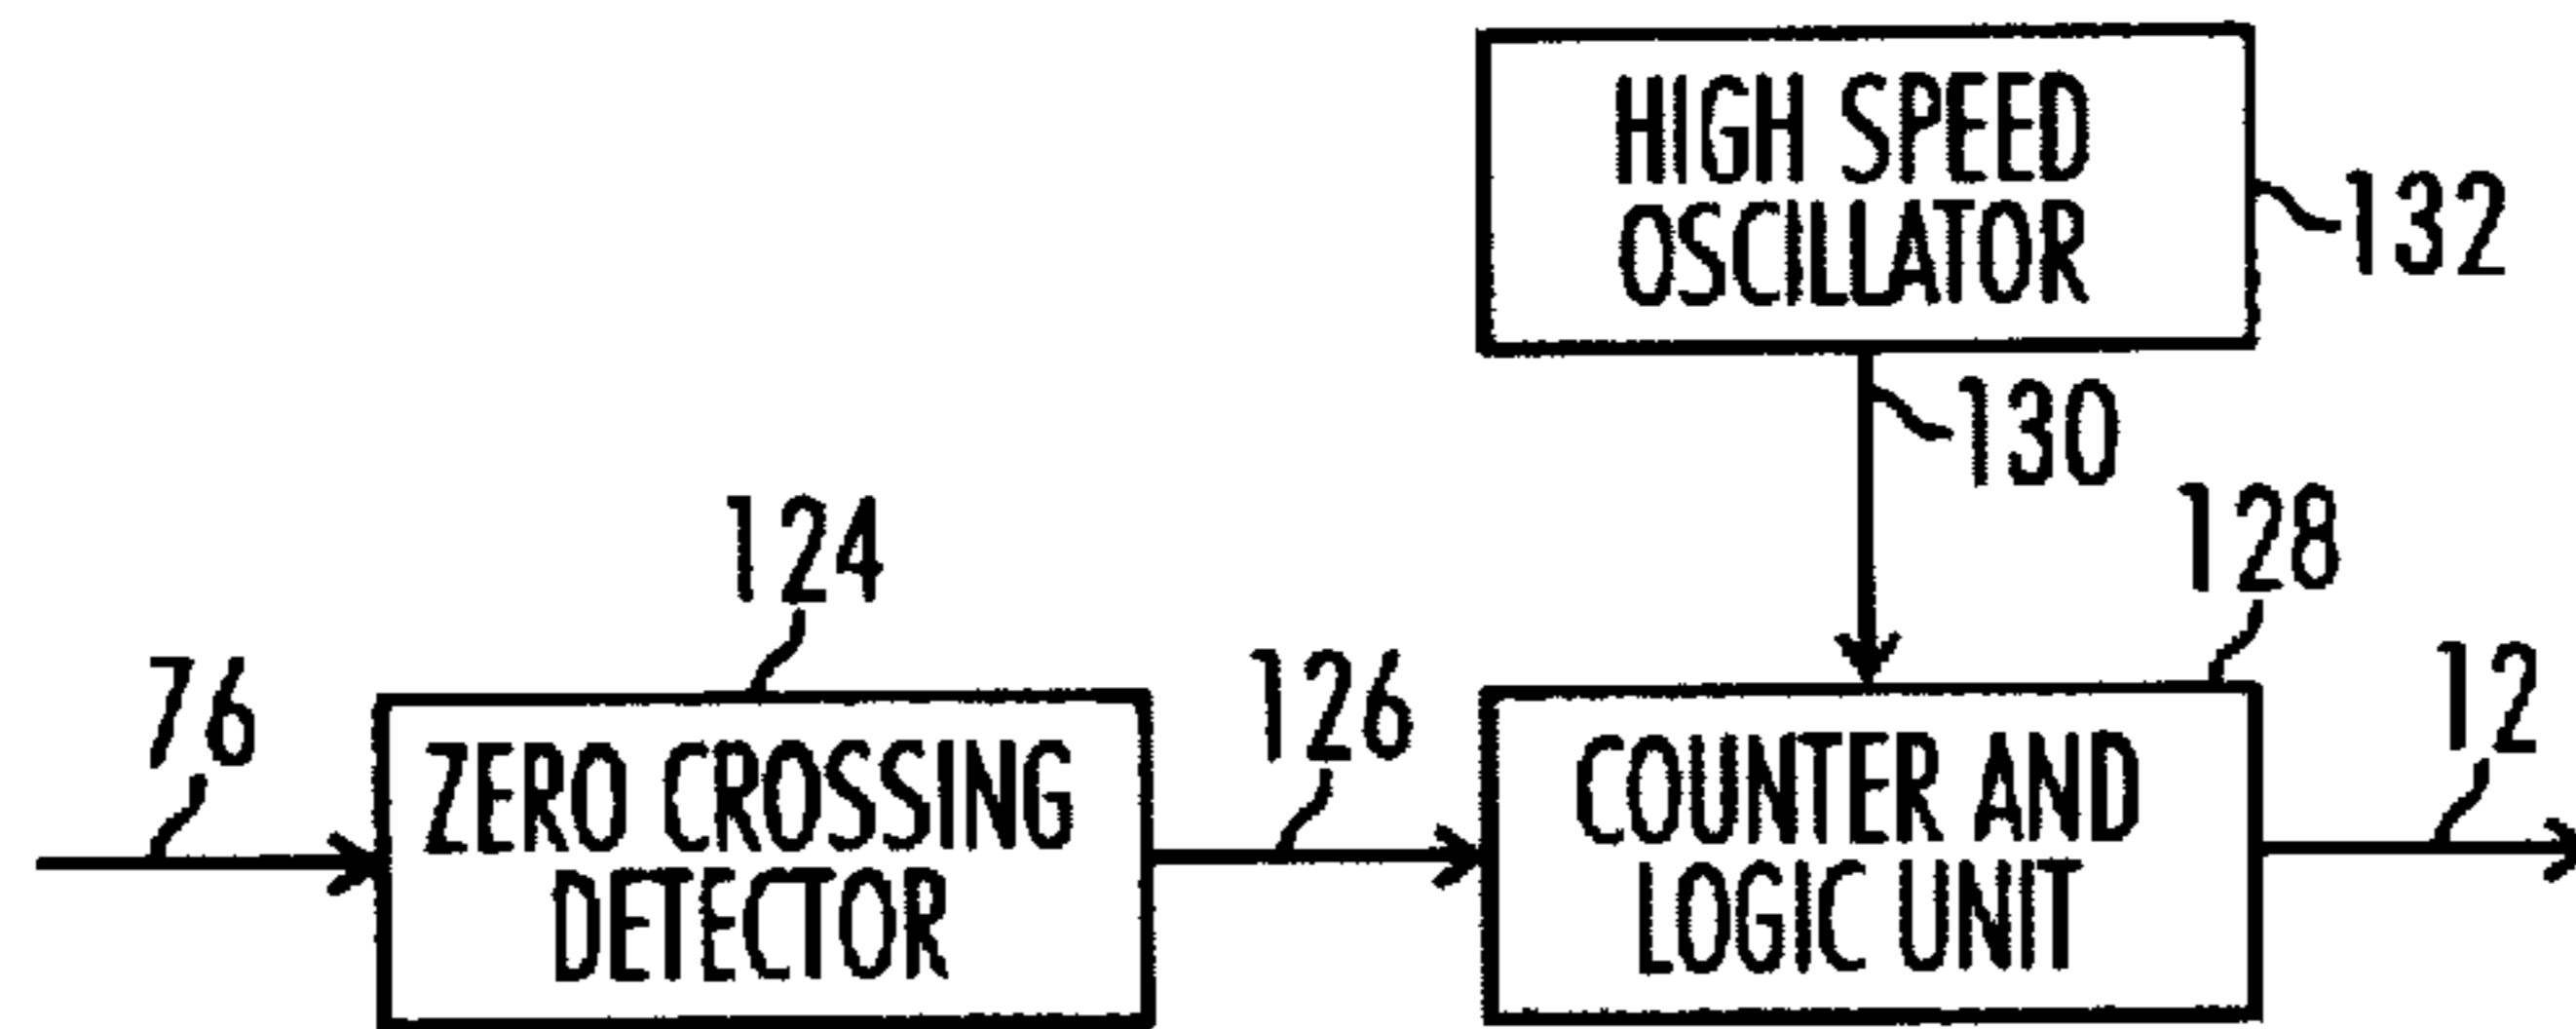 HIGH SPEED
OSCILLATOR
132
130
124
128
76
126
12
ZERO CROSSING
DETECTOR
COUNTER AND
LOGIC UNIT